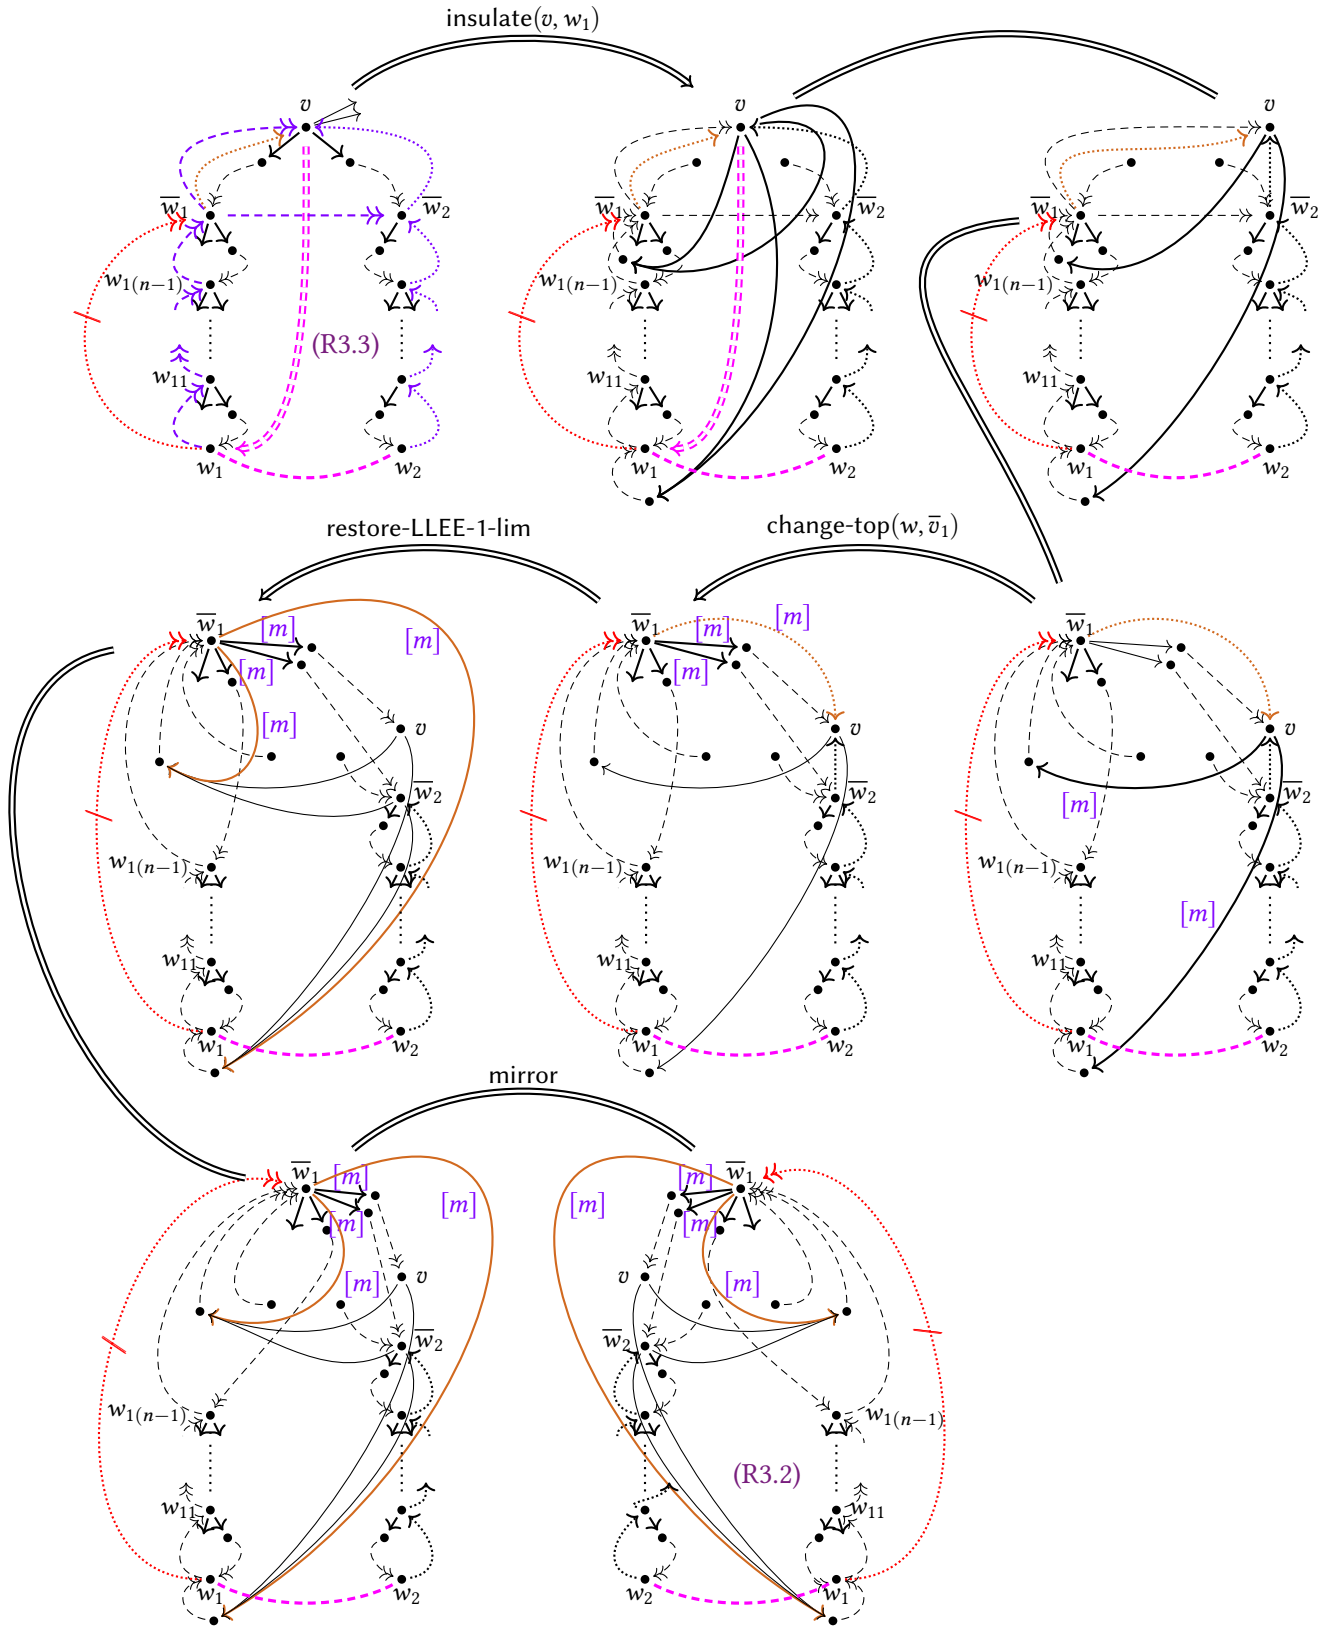 insulate(v, w₁)
v
v
v
w̅₁
w̅₂
w̅₁
w̅₂
w̅₁
w̅₂
w₁₍ₙ₋₁₎
w₁₍ₙ₋₁₎
w₁₍ₙ₋₁₎
(R3.3)
w₁₁
w₁₁
w₁₁
w₁
w₂
w₁
w₂
w₁
w₂
restore-LLEE-1-lim
change-top(w, v̅₁)
w̅₁
[m]
[m]
w̅₁
[m]
[m]
w̅₁
[m]
[m]
[m]
v
v
v
w̅₂
w̅₂
w̅₂
[m]
w₁₍ₙ₋₁₎
w₁₍ₙ₋₁₎
w₁₍ₙ₋₁₎
[m]
w₁₁
w₁₁
w₁₁
w₁
w₂
w₁
w₂
w₁
w₂
mirror
w̅₁
[m]
[m]
[m]
[m]
w̅₁
[m]
[m]
[m]
[m]
v
v
w̅₂
w̅₂
w₁₍ₙ₋₁₎
w₁₍ₙ₋₁₎
(R3.2)
w₁₁
w₁₁
w₁
w₂
w₂
w₁